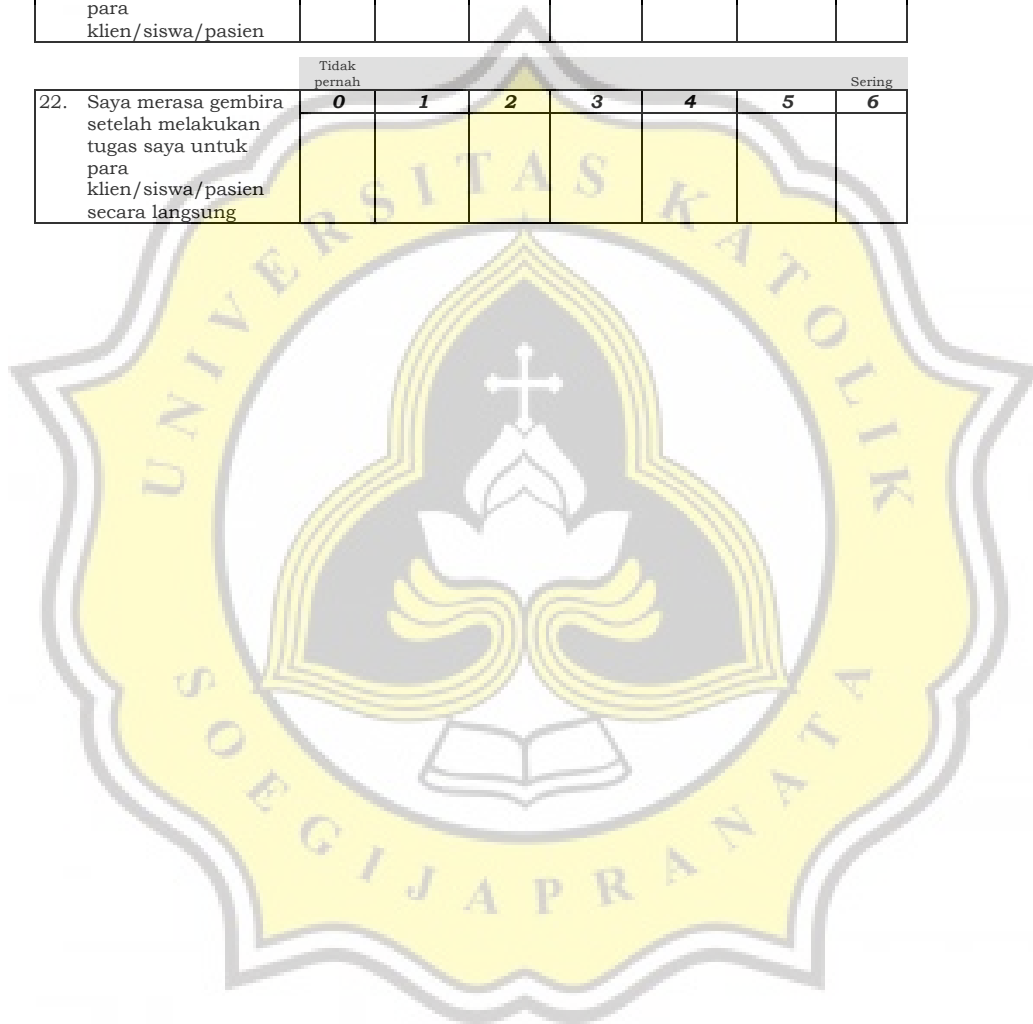 para
klien/siswa/pasien
Tidak
pernah
Sering
22. Saya merasa gembira 0 1 2 3 4 5 6
setelah melakukan
tugas saya untuk
para
klien/siswa/pasien
secara langsung
UNIVERSITAS KATOLIK
SOEGIJAPRANATA